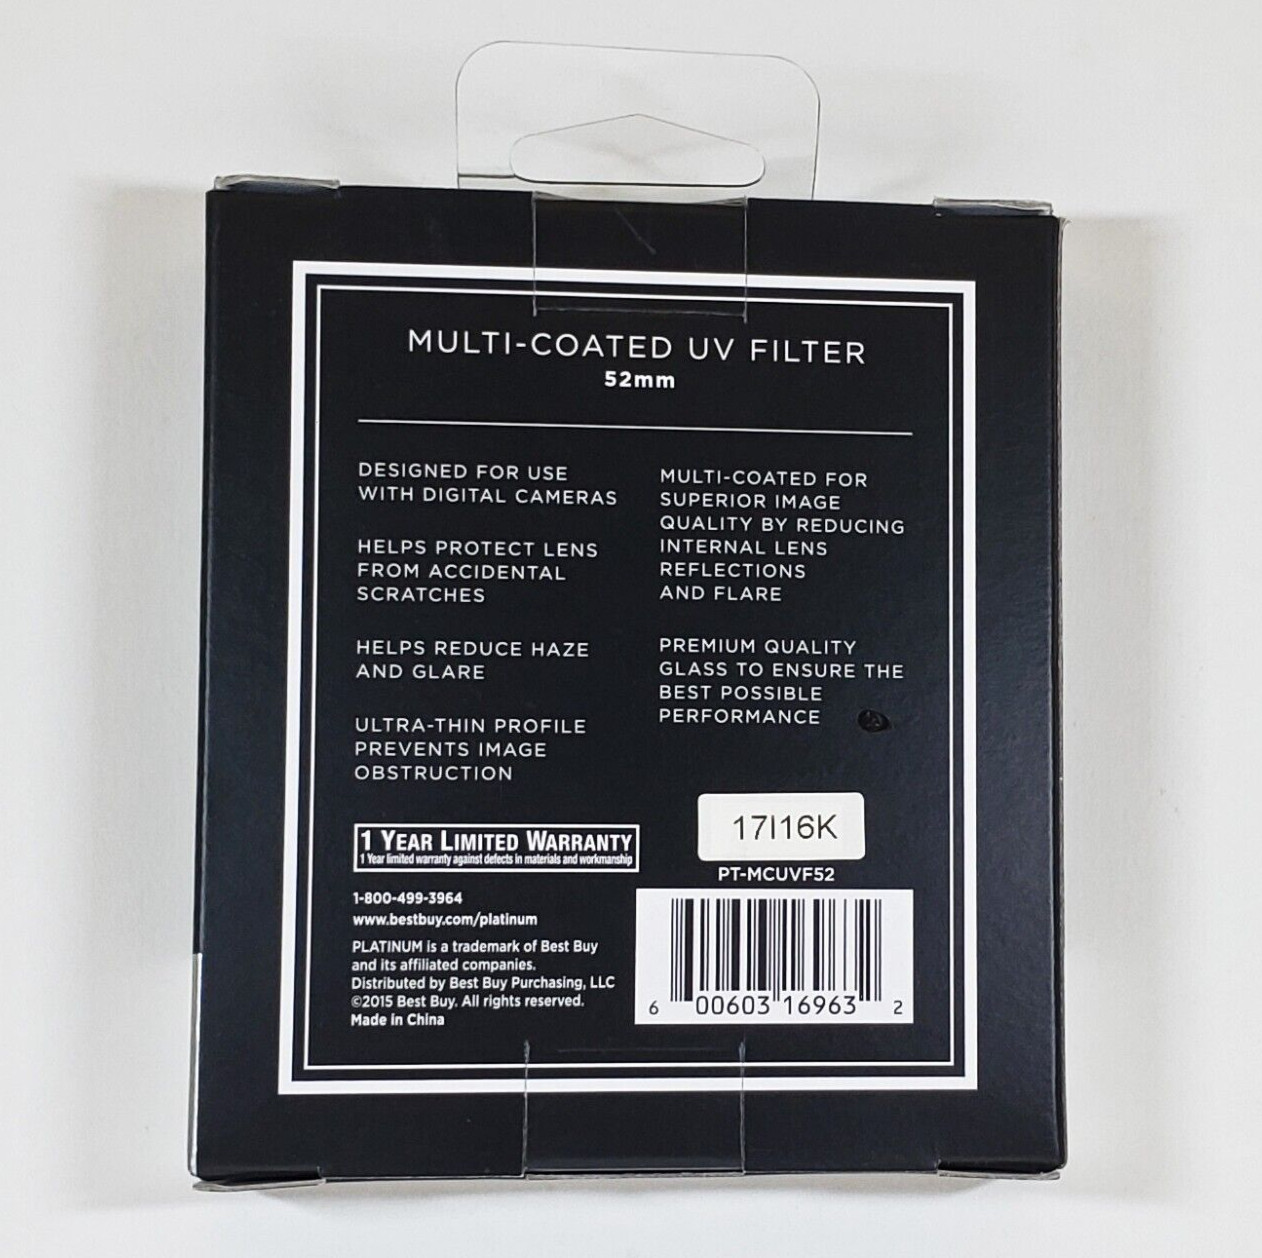 MULTI-COATED UV FILTER
52mm
DESIGNED FOR USE
WITH DIGITAL CAMERAS
HELPS PROTECT LENS
FROM ACCIDENTAL
SCRATCHES
HELPS REDUCE HAZE
AND GLARE
ULTRA-THIN PROFILE
PREVENTS IMAGE
OBSTRUCTION
MULTI-COATED FOR
SUPERIOR IMAGE
QUALITY BY REDUCING
INTERNAL LENS
REFLECTIONS
AND FLARE
PREMIUM QUALITY
GLASS TO ENSURE THE
BEST POSSIBLE
PERFORMANCE
1 YEAR LIMITED WARRANTY
1 Year limited warranty against defects in materials and workmanship
1-800-499-3964
www.bestbuy.com/platinum
PLATINUM is a trademark of Best Buy
and its affiliated companies.
Distributed by Best Buy Purchasing, LLC
©2015 Best Buy. All rights reserved.
Made in China
17I16K
PT-MCUVF52
6 00603 16963 2